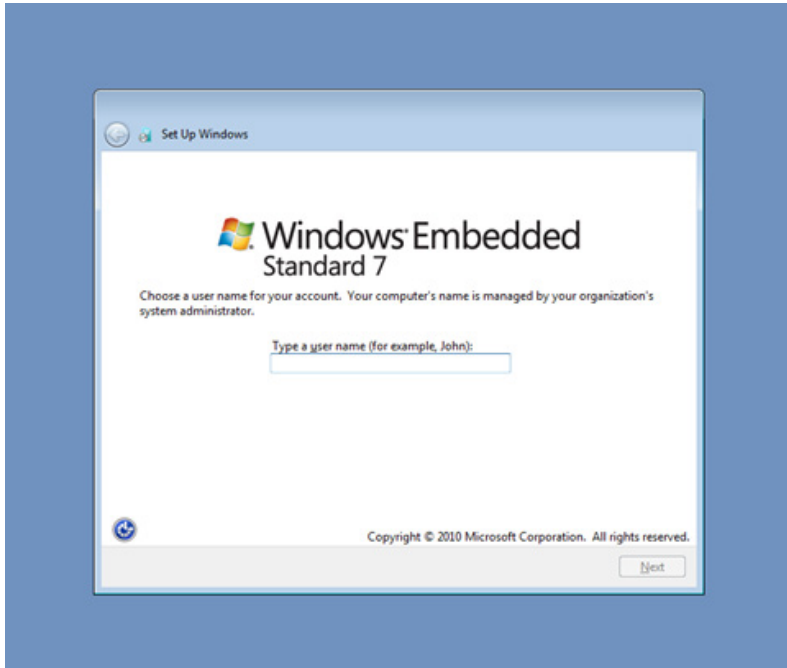 Set Up Windows
Windows Embedded
Standard 7
Choose a user name for your account. Your computer's name is managed by your organization's
system administrator.
Type a user name (for example, John):
Copyright © 2010 Microsoft Corporation. All rights reserved.
Next